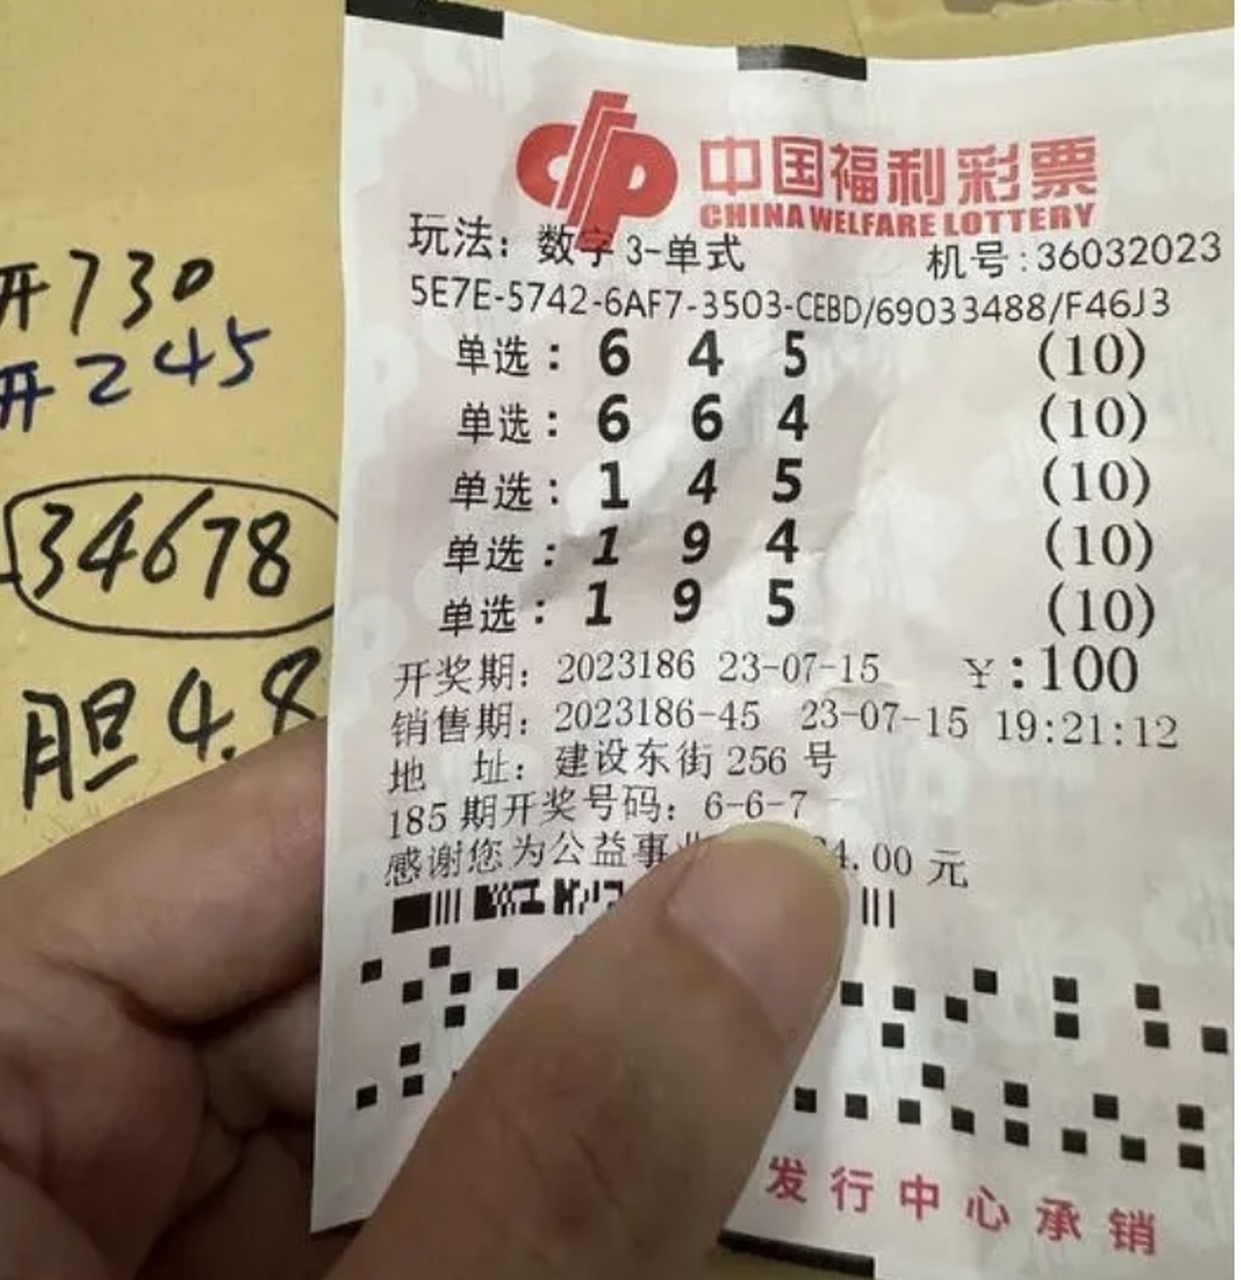 中国福利彩票
CHINA WELFARE LOTTERY
玩法：数字3-单式 机号:36032023
5E7E-5742-6AF7-3503-CEBD/69033488/F46J3
单选：6 4 5 (10)
单选：6 6 4 (10)
单选：1 4 5 (10)
单选：1 9 4 (10)
单选：1 9 5 (10)
开奖期：2023186 23-07-15 ￥:100
销售期：2023186-45 23-07-15 19:21:12
地 址：建设东街256号
185期开奖号码：6-6-7
感谢您为公益事业 4.00元
发行中心承销
开730
开245
34678
胆4.8